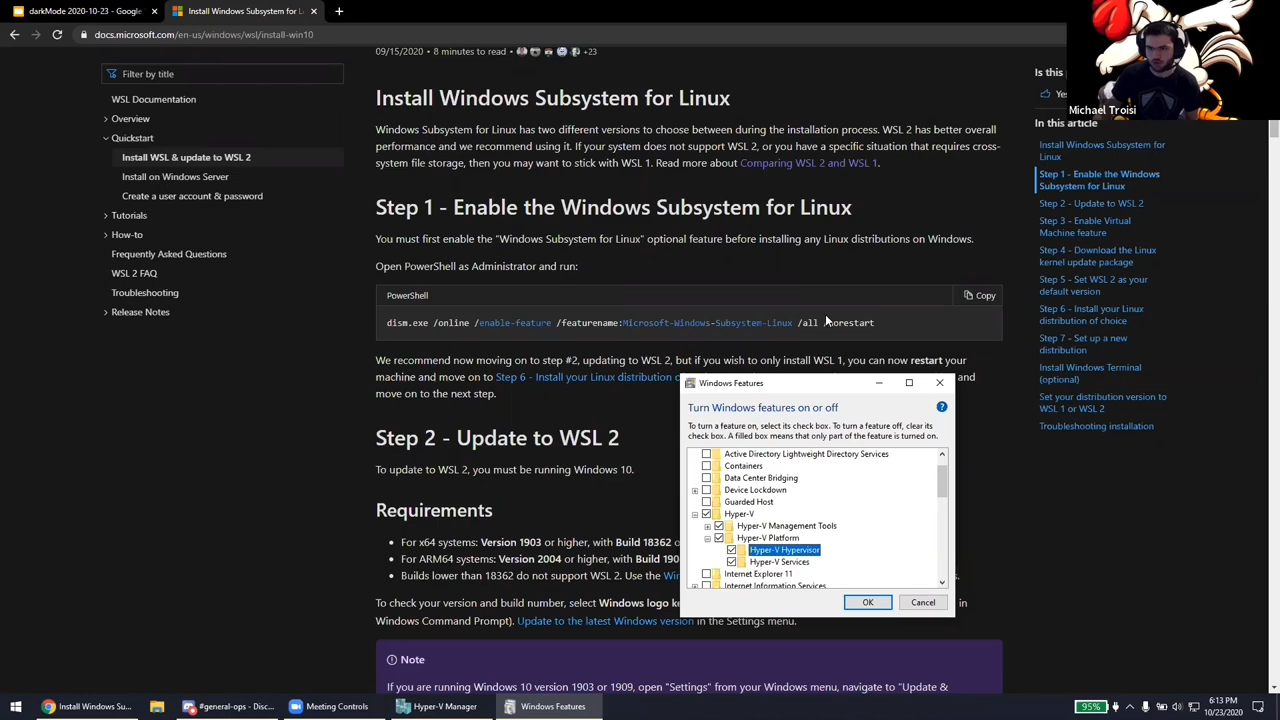 darkMode 2020-10-23 - Google
Install Windows Subsystem for L
docs.microsoft.com/en-us/windows/wsl/install-win10
Michael Troisi
Filter by title
WSL Documentation
Overview
Quickstart
Install WSL & update to WSL 2
Install on Windows Server
Create a user account & password
Tutorials
How-to
Frequently Asked Questions
WSL 2 FAQ
Troubleshooting
Release Notes
09/15/2020 • 8 minutes to read •
+23
Install Windows Subsystem for Linux
Windows Subsystem for Linux has two different versions to choose between during the installation process. WSL 2 has better overall
performance and we recommend using it. If your system does not support WSL 2, or you have a specific situation that requires cross-
system file storage, then you may want to stick with WSL 1. Read more about Comparing WSL 2 and WSL 1.
Step 1 - Enable the Windows Subsystem for Linux
You must first enable the "Windows Subsystem for Linux" optional feature before installing any Linux distributions on Windows.
Open PowerShell as Administrator and run:
PowerShell
Copy
dism.exe /online /enable-feature /featurename:Microsoft-Windows-Subsystem-Linux /all /norestart
We recommend now moving on to step #2, updating to WSL 2, but if you wish to only install WSL 1, you can now restart your
machine and move on to Step 6 - Install your Linux distribution o
and
move on to the next step.
Step 2 - Update to WSL 2
To update to WSL 2, you must be running Windows 10.
Requirements
• For x64 systems: Version 1903 or higher, with Build 18362 o
• For ARM64 systems: Version 2004 or higher, with Build 190
• Builds lower than 18362 do not support WSL 2. Use the Win
s.
To check your version and build number, select Windows logo ke
in
Windows Command Prompt). Update to the latest Windows version in the Settings menu.
Note
If you are running Windows 10 version 1903 or 1909, open "Settings" from your Windows menu, navigate to "Update &
Is this p
Yes
In this article
Install Windows Subsystem for
Linux
Step 1 - Enable the Windows
Subsystem for Linux
Step 2 - Update to WSL 2
Step 3 - Enable Virtual
Machine feature
Step 4 - Download the Linux
kernel update package
Step 5 - Set WSL 2 as your
default version
Step 6 - Install your Linux
distribution of choice
Step 7 - Set up a new
distribution
Install Windows Terminal
(optional)
Set your distribution version to
WSL 1 or WSL 2
Troubleshooting installation
Windows Features
Turn Windows features on or off
To turn a feature on, select its check box. To turn a feature off, clear its
check box. A filled box means that only part of the feature is turned on.
Active Directory Lightweight Directory Services
Containers
Data Center Bridging
Device Lockdown
Guarded Host
Hyper-V
Hyper-V Management Tools
Hyper-V Platform
Hyper-V Hypervisor
Hyper-V Services
Internet Explorer 11
Internet Information Services
OK
Cancel
Install Windows Su...
#general-ops - Disc...
Meeting Controls
Hyper-V Manager
Windows Features
95%
6:13 PM
10/23/2020